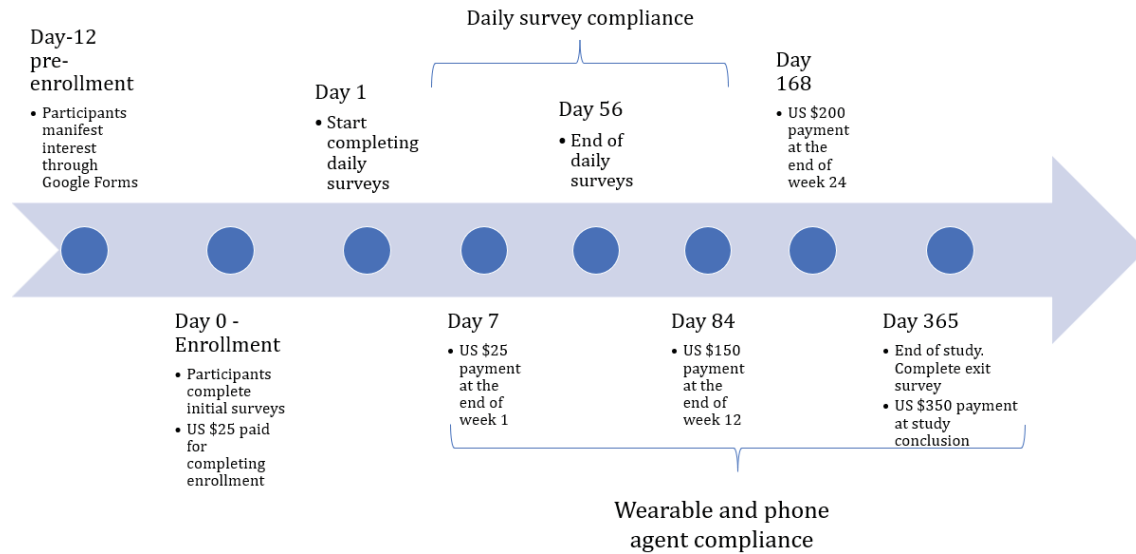 Daily survey compliance
Day-12
pre-
enrollment
• Participants
manifest
interest
through
Google Forms
Day 1
• Start
completing
daily
surveys
Day 56
• End of
daily
surveys
Day
168
• US $200
payment
at the
end of
week 24
Day 0 -
Enrollment
• Participants
complete
initial surveys
• US $25 paid
for
completing
enrollment
Day 7
• US $25
payment
at the
end of
week 1
Day 84
• US $150
payment
at the
end of
week 12
Day 365
• End of study.
Complete exit
survey
• US $350 payment
at study
conclusion
Wearable and phone
agent compliance